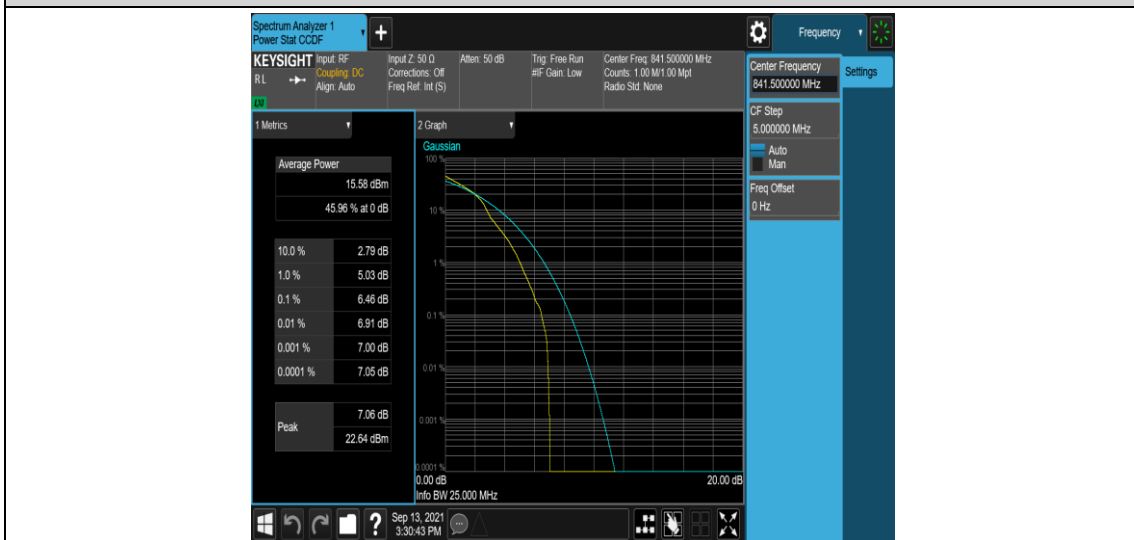 Spectrum Analyzer 1
Power Stat CCDF
+
Frequency
KEYSIGHT
RL
Input: RF
Coupling: DC
Align: Auto
Input Z: 50 Ω
Corrections: Off
Freq Ref: Int (S)
Atten: 50 dB
Trig: Free Run
#IF Gain: Low
Center Freq: 841.500000 MHz
Counts: 1.00 M/1.00 Mpt
Radio Std: None
Center Frequency
841.500000 MHz
Settings
CF Step
5.000000 MHz
Auto
Man
Freq Offset
0 Hz
1 Metrics
Average Power
15.58 dBm
45.96 % at 0 dB
10.0 % 2.79 dB
1.0 % 5.03 dB
0.1 % 6.46 dB
0.01 % 6.91 dB
0.001 % 7.00 dB
0.0001 % 7.05 dB
Peak
7.06 dB
22.64 dBm
2 Graph
Gaussian
100 %
10 %
1 %
0.1 %
0.01 %
0.001 %
0.0001 %
0.00 dB 20.00 dB
Info BW 25.000 MHz
?
Sep 13, 2021
3:30:43 PM